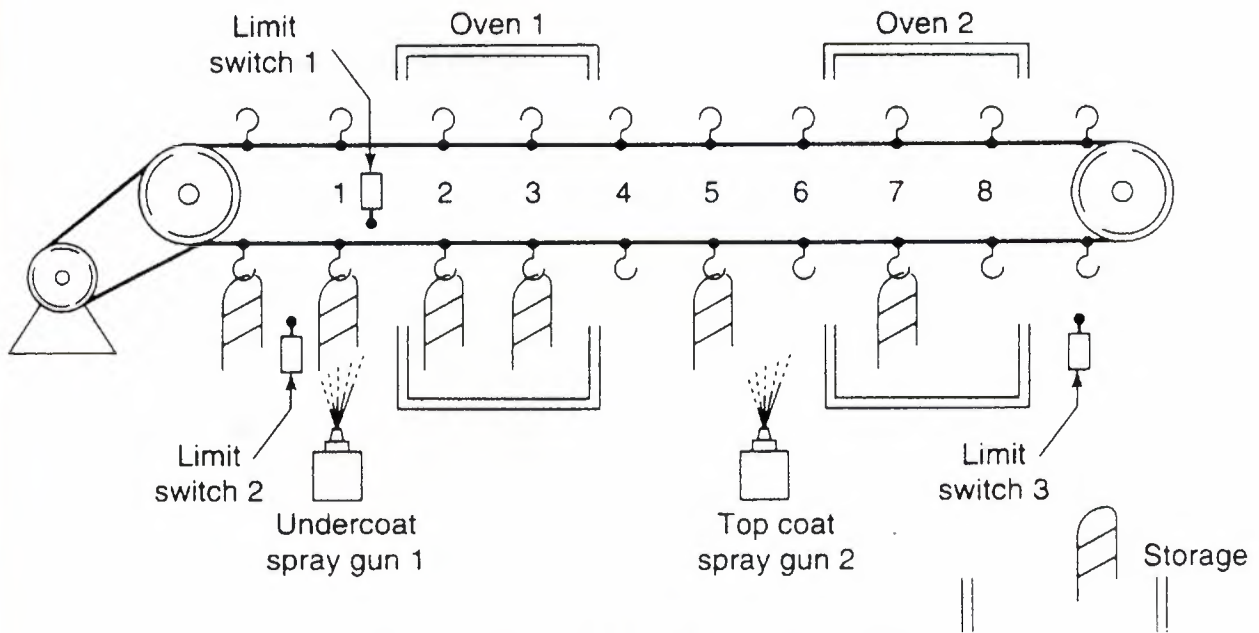 Limit
switch 1
Oven 1
Oven 2
1 2 3 4 5 6 7 8
Limit
switch 2
Undercoat
spray gun 1
Top coat
spray gun 2
Limit
switch 3
Storage